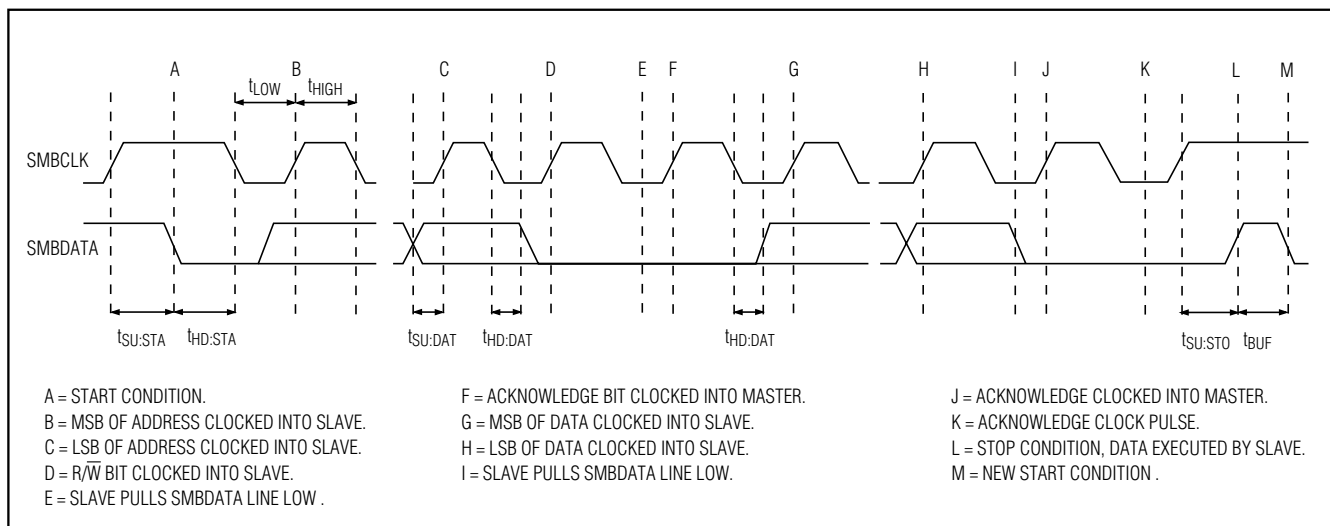 A B C D E F G H I J K L M
tLOW tHIGH
SMBCLK
SMBDATA
tSU:STA tHD:STA tSU:DAT tHD:DAT tHD:DAT tSU:STO tBUF
A = START CONDITION.
B = MSB OF ADDRESS CLOCKED INTO SLAVE.
C = LSB OF ADDRESS CLOCKED INTO SLAVE.
D = R/W̅ BIT CLOCKED INTO SLAVE.
E = SLAVE PULLS SMBDATA LINE LOW .
F = ACKNOWLEDGE BIT CLOCKED INTO MASTER.
G = MSB OF DATA CLOCKED INTO SLAVE.
H = LSB OF DATA CLOCKED INTO SLAVE.
I = SLAVE PULLS SMBDATA LINE LOW.
J = ACKNOWLEDGE CLOCKED INTO MASTER.
K = ACKNOWLEDGE CLOCK PULSE.
L = STOP CONDITION, DATA EXECUTED BY SLAVE.
M = NEW START CONDITION .